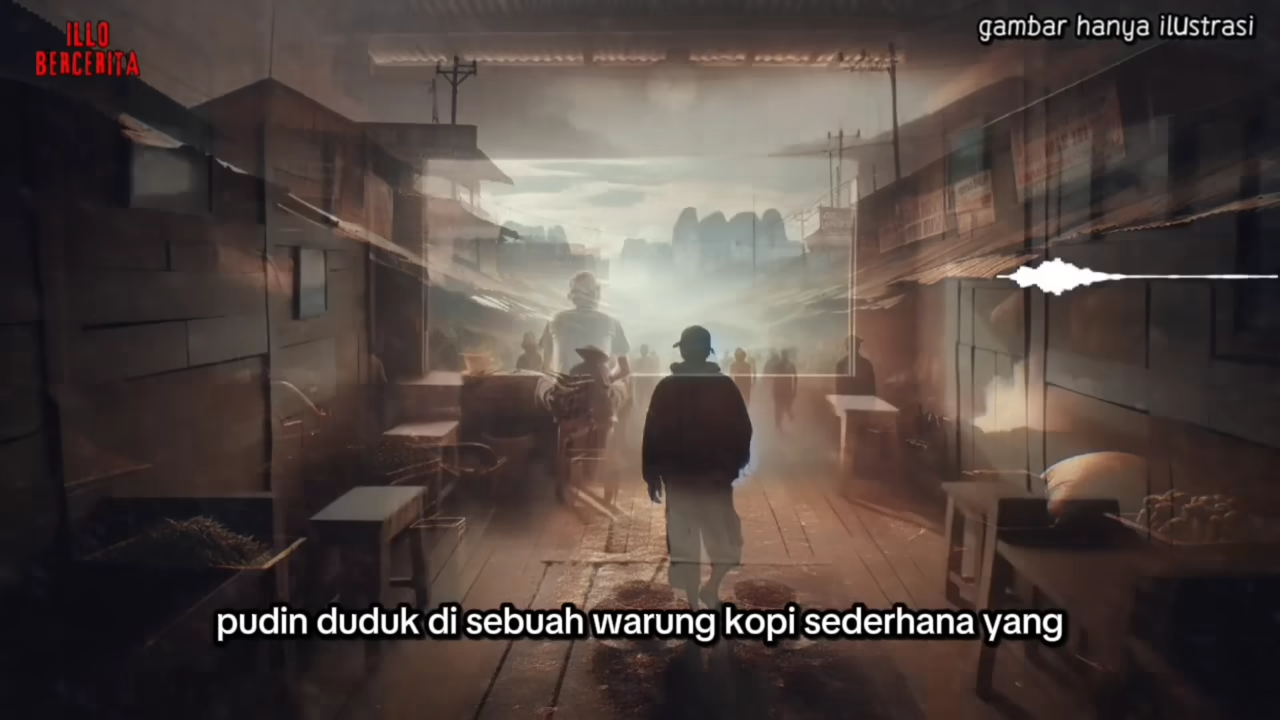 ILLO
BERCERITA
gambar hanya ilustrasi
pudin duduk di sebuah warung kopi sederhana yang